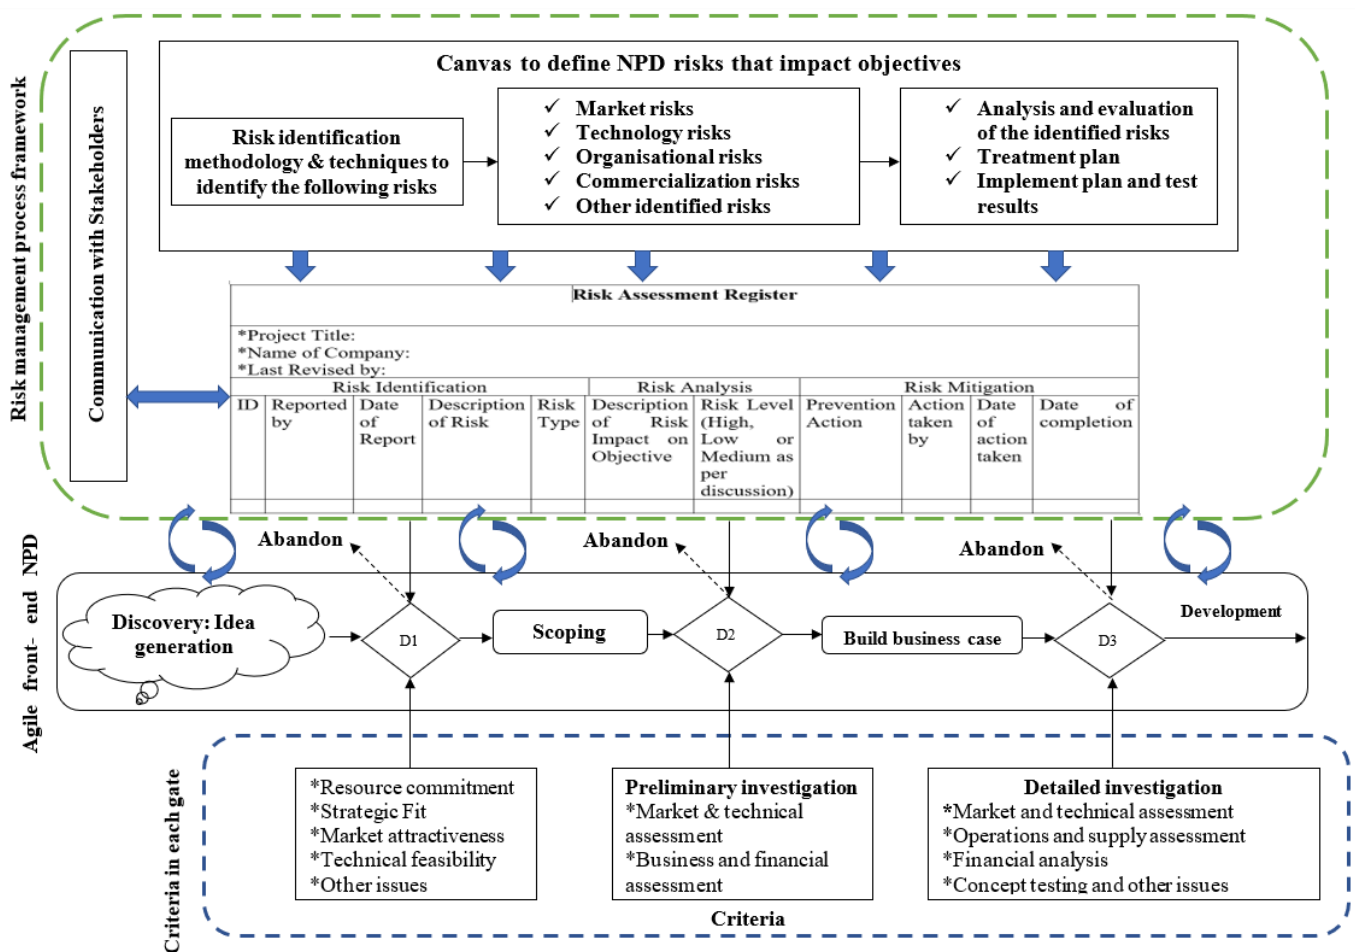 Risk management process framework
Communication with Stakeholders
Canvas to define NPD risks that impact objectives
Risk identification
methodology & techniques to
identify the following risks
✓ Market risks
✓ Technology risks
✓ Organisational risks
✓ Commercialization risks
✓ Other identified risks
✓ Analysis and evaluation
of the identified risks
✓ Treatment plan
✓ Implement plan and test
results
Risk Assessment Register
*Project Title:
*Name of Company:
*Last Revised by:
Risk Identification
Risk Analysis
Risk Mitigation
ID
Reported
by
Date
of
Report
Description
of Risk
Risk
Type
Description
of Risk
Impact on
Objective
Risk Level
(High,
Low or
Medium as
per
discussion)
Prevention
Action
Action
taken
by
Date
of
action
taken
Date of
completion
Agile front- end NPD
Abandon
Abandon
Abandon
Discovery: Idea
generation
D1
Scoping
D2
Build business case
D3
Development
Criteria in each gate
*Resource commitment
*Strategic Fit
*Market attractiveness
*Technical feasibility
*Other issues
Preliminary investigation
*Market & technical
assessment
*Business and financial
assessment
Detailed investigation
*Market and technical assessment
*Operations and supply assessment
*Financial analysis
*Concept testing and other issues
Criteria